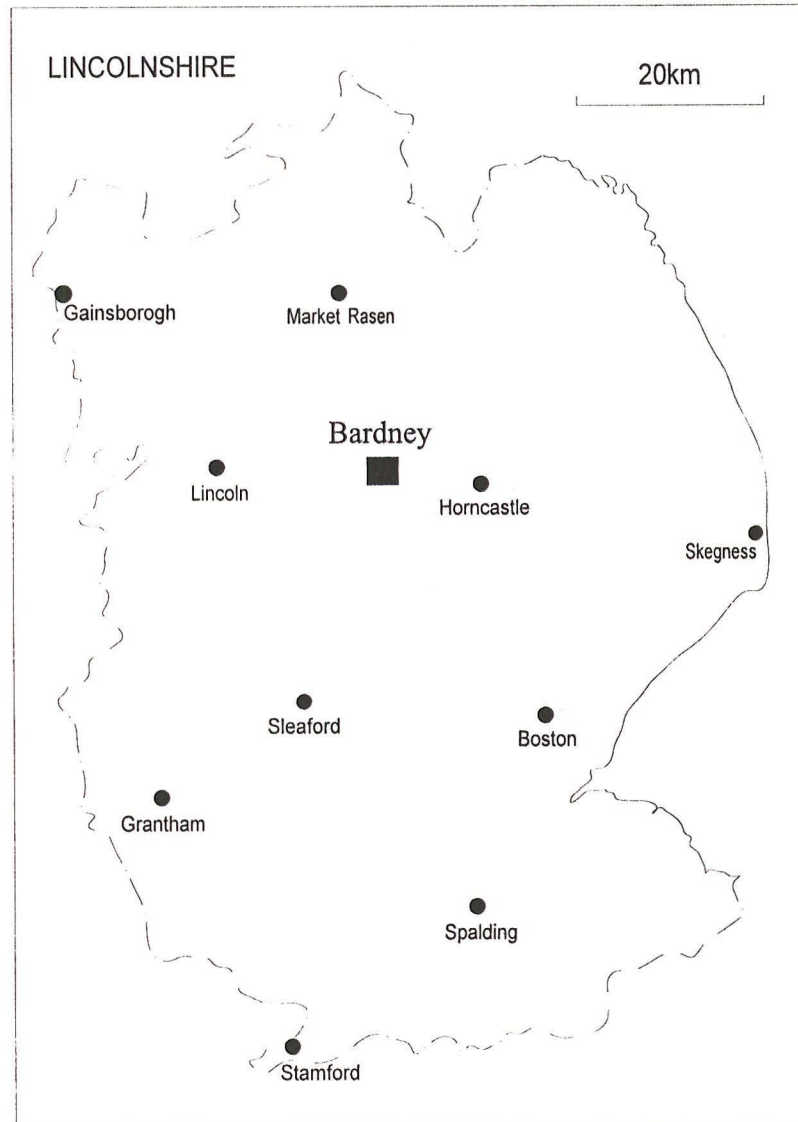 LINCOLNSHIRE
20km
Gainsborogh
Market Rasen
Bardney
Lincoln
Horncastle
Skegness
Sleaford
Boston
Grantham
Spalding
Stamford